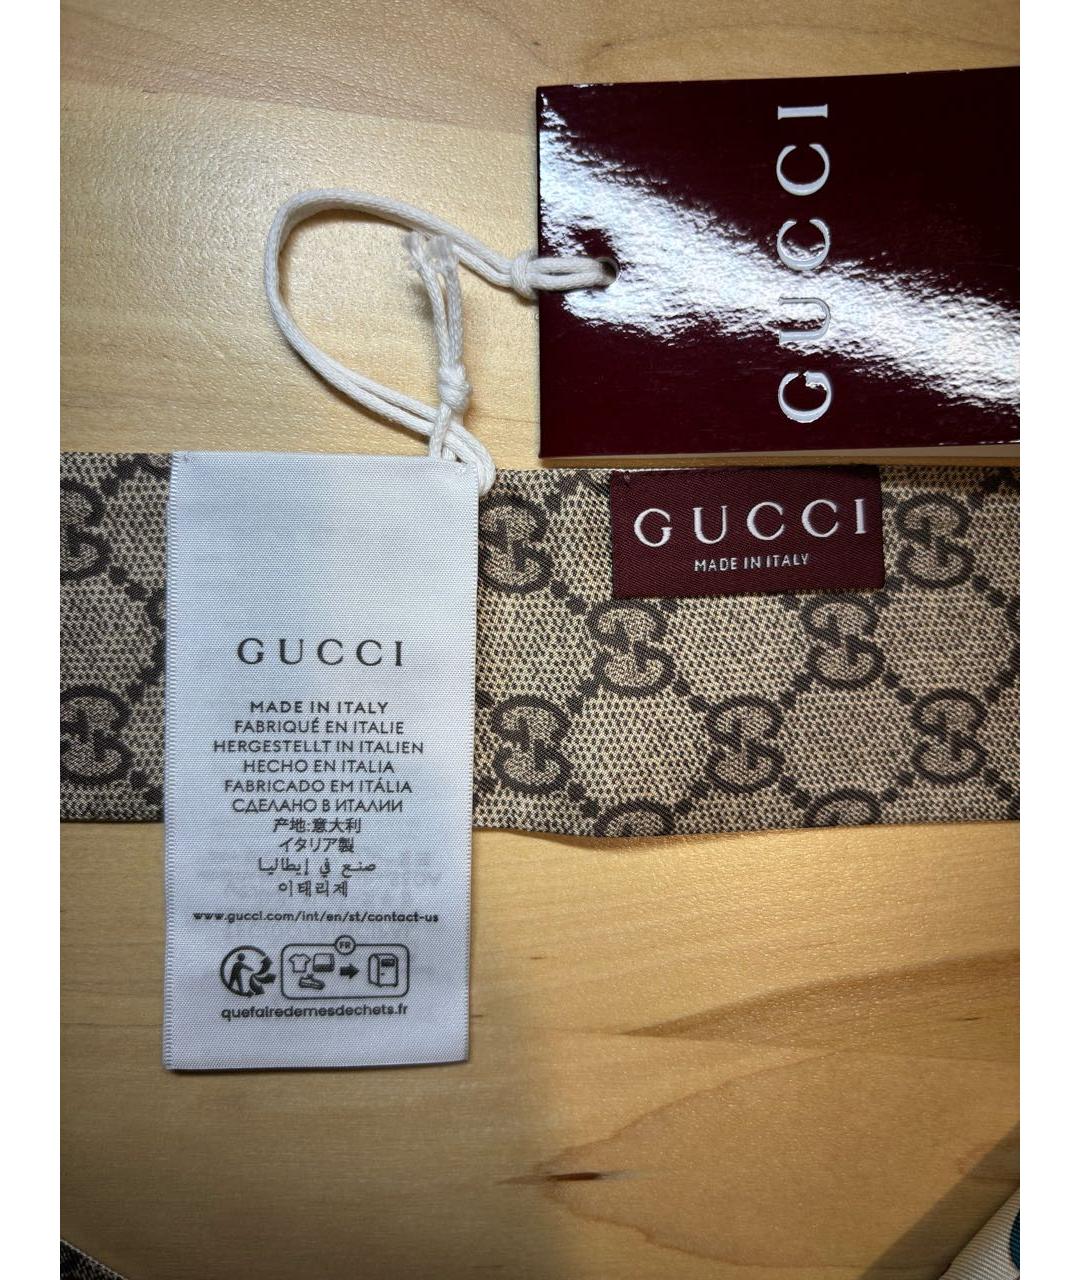 GUCCI
GUCCI
MADE IN ITALY
GUCCI
MADE IN ITALY
FABRIQUÉ EN ITALIE
HERGESTELLT IN ITALIEN
HECHO EN ITALIA
FABRICADO EM ITÁLIA
СДЕЛАНО В ИТАЛИИ
产地:意大利
イタリア製
صنع في إيطاليا
이태리제
www.gucci.com/int/en/st/contact-us
FR
quefairedemesdechets.fr